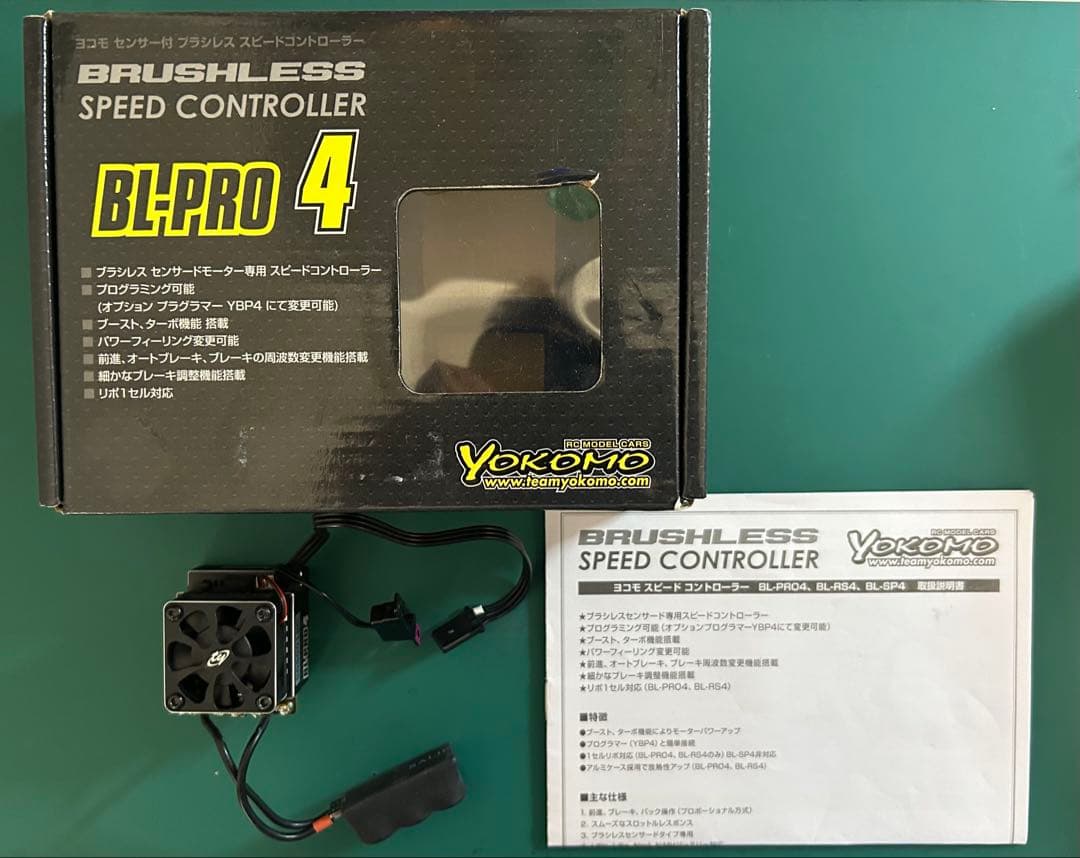 ヨコモ センサー付 ブラシレス スピードコントローラー
BRUSHLESS
SPEED CONTROLLER
BL-PRO 4
■ ブラシレス センサードモーター専用 スピードコントローラー
■ プログラミング可能
(オプション プラグラマー YBP4 にて変更可能)
■ ブースト、ターボ機能 搭載
■ パワーフィーリング変更可能
■ 前進、オートブレーキ、ブレーキの周波数変更機能搭載
■ 細かなブレーキ調整機能搭載
■ リポ1セル対応
RC MODEL CARS
YOKOMO
www.teamyokomo.com
BRUSHLESS
SPEED CONTROLLER
RC MODEL CARS
YOKOMO
www.teamyokomo.com
ヨコモ スピード コントローラー BL-PRO4、BL-RS4、BL-SP4 取扱説明書
★ブラシレスセンサード専用スピードコントローラー
★プログラミング可能（オプションプログラマーYBP4にて変更可能）
★ブースト、ターボ機能搭載
★パワーフィーリング変更可能
★前進、オートブレーキ、ブレーキ周波数変更機能搭載
★細かなブレーキ調整機能搭載
★リポ1セル対応（BL-PRO4、BL-RS4）
■特徴
●ブースト、ターボ機能によりモーターパワーアップ
●プログラマー（YBP4）と簡単接続
●1セルリポ対応（BL-PRO4、BL-RS4のみ）BL-SP4非対応
●アルミケース採用で放熱性アップ（BL-PRO4、BL-RS4）
■主な仕様
1. 前進、ブレーキ、バック操作（プロポーショナル方式）
2. スムーズなスロットルレスポンス
3. ブラシレスセンサードタイプ専用
ty